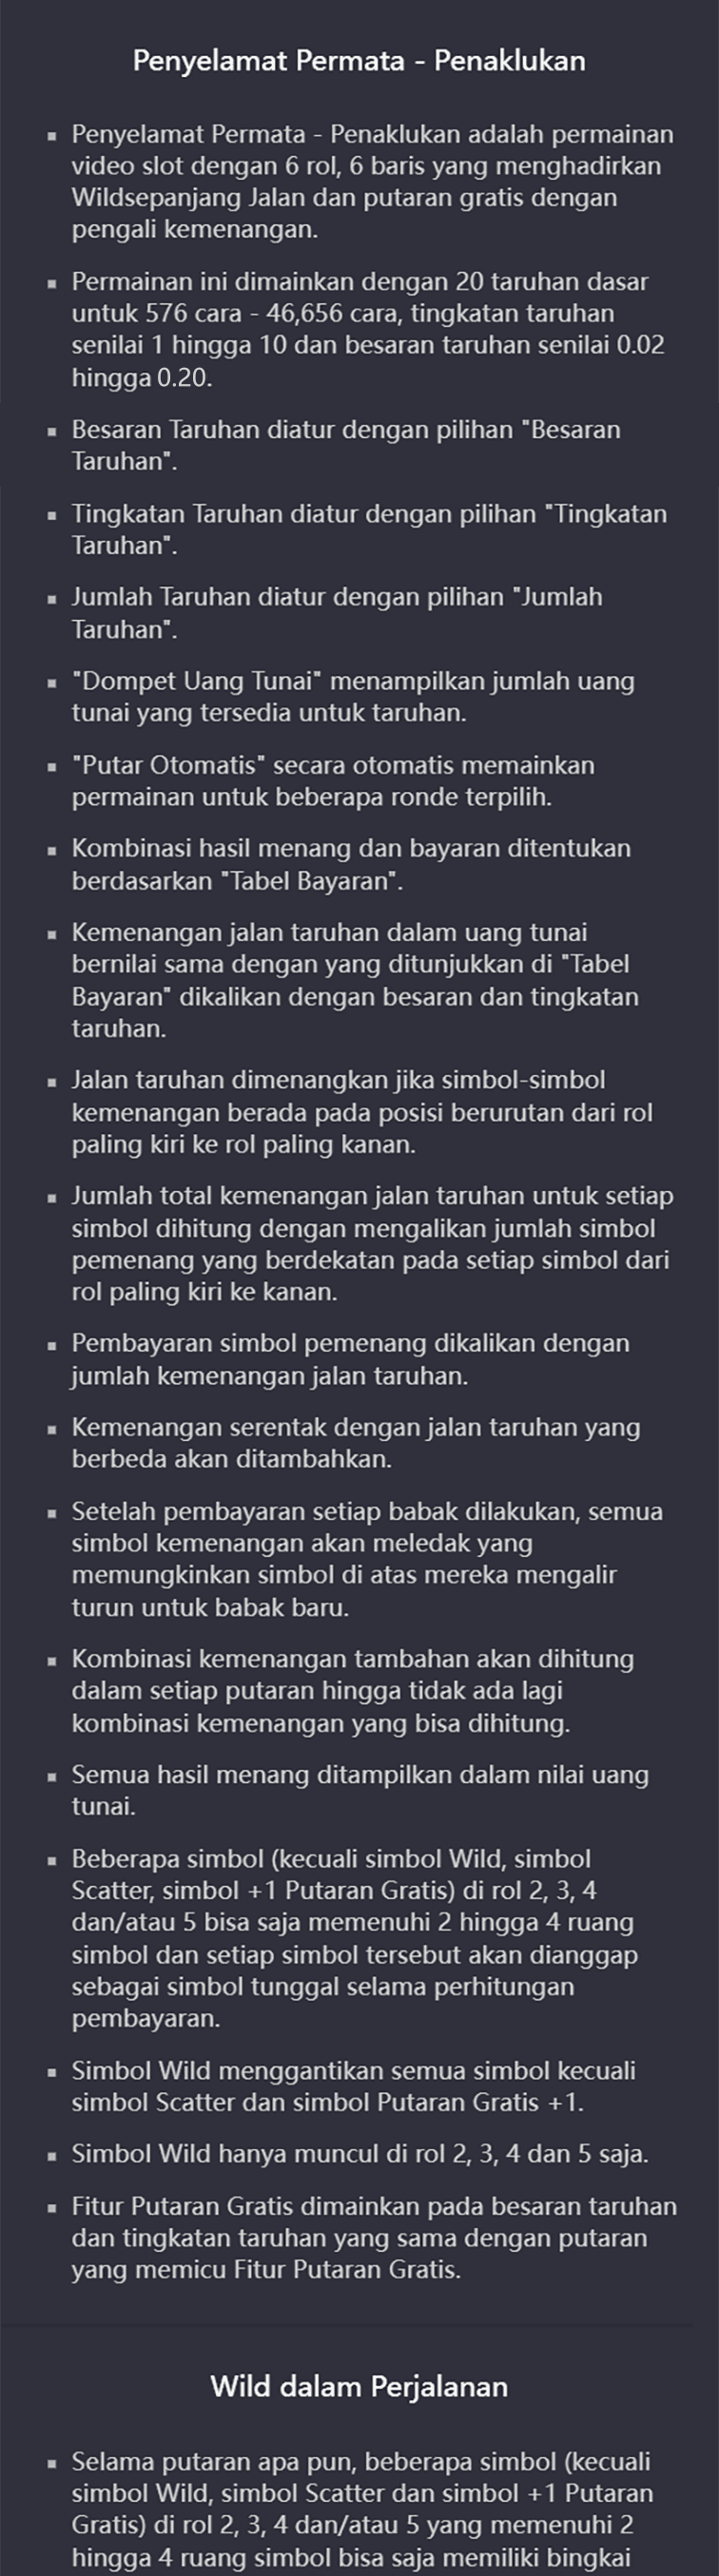 Penyelamat Permata - Penaklukan
▪ Penyelamat Permata - Penaklukan adalah permainan
video slot dengan 6 rol, 6 baris yang menghadirkan
Wildsepanjang Jalan dan putaran gratis dengan
pengali kemenangan.
▪ Permainan ini dimainkan dengan 20 taruhan dasar
untuk 576 cara - 46,656 cara, tingkatan taruhan
senilai 1 hingga 10 dan besaran taruhan senilai 0.02
hingga 0.20.
▪ Besaran Taruhan diatur dengan pilihan "Besaran
Taruhan".
▪ Tingkatan Taruhan diatur dengan pilihan "Tingkatan
Taruhan".
▪ Jumlah Taruhan diatur dengan pilihan "Jumlah
Taruhan".
▪ "Dompet Uang Tunai" menampilkan jumlah uang
tunai yang tersedia untuk taruhan.
▪ "Putar Otomatis" secara otomatis memainkan
permainan untuk beberapa ronde terpilih.
▪ Kombinasi hasil menang dan bayaran ditentukan
berdasarkan "Tabel Bayaran".
▪ Kemenangan jalan taruhan dalam uang tunai
bernilai sama dengan yang ditunjukkan di "Tabel
Bayaran" dikalikan dengan besaran dan tingkatan
taruhan.
▪ Jalan taruhan dimenangkan jika simbol-simbol
kemenangan berada pada posisi berurutan dari rol
paling kiri ke rol paling kanan.
▪ Jumlah total kemenangan jalan taruhan untuk setiap
simbol dihitung dengan mengalikan jumlah simbol
pemenang yang berdekatan pada setiap simbol dari
rol paling kiri ke kanan.
▪ Pembayaran simbol pemenang dikalikan dengan
jumlah kemenangan jalan taruhan.
▪ Kemenangan serentak dengan jalan taruhan yang
berbeda akan ditambahkan.
▪ Setelah pembayaran setiap babak dilakukan, semua
simbol kemenangan akan meledak yang
memungkinkan simbol di atas mereka mengalir
turun untuk babak baru.
▪ Kombinasi kemenangan tambahan akan dihitung
dalam setiap putaran hingga tidak ada lagi
kombinasi kemenangan yang bisa dihitung.
▪ Semua hasil menang ditampilkan dalam nilai uang
tunai.
▪ Beberapa simbol (kecuali simbol Wild, simbol
Scatter, simbol +1 Putaran Gratis) di rol 2, 3, 4
dan/atau 5 bisa saja memenuhi 2 hingga 4 ruang
simbol dan setiap simbol tersebut akan dianggap
sebagai simbol tunggal selama perhitungan
pembayaran.
▪ Simbol Wild menggantikan semua simbol kecuali
simbol Scatter dan simbol Putaran Gratis +1.
▪ Simbol Wild hanya muncul di rol 2, 3, 4 dan 5 saja.
▪ Fitur Putaran Gratis dimainkan pada besaran taruhan
dan tingkatan taruhan yang sama dengan putaran
yang memicu Fitur Putaran Gratis.
Wild dalam Perjalanan
▪ Selama putaran apa pun, beberapa simbol (kecuali
simbol Wild, simbol Scatter dan simbol +1 Putaran
Gratis) di rol 2, 3, 4 dan/atau 5 yang memenuhi 2
hingga 4 ruang simbol bisa saja memiliki bingkai